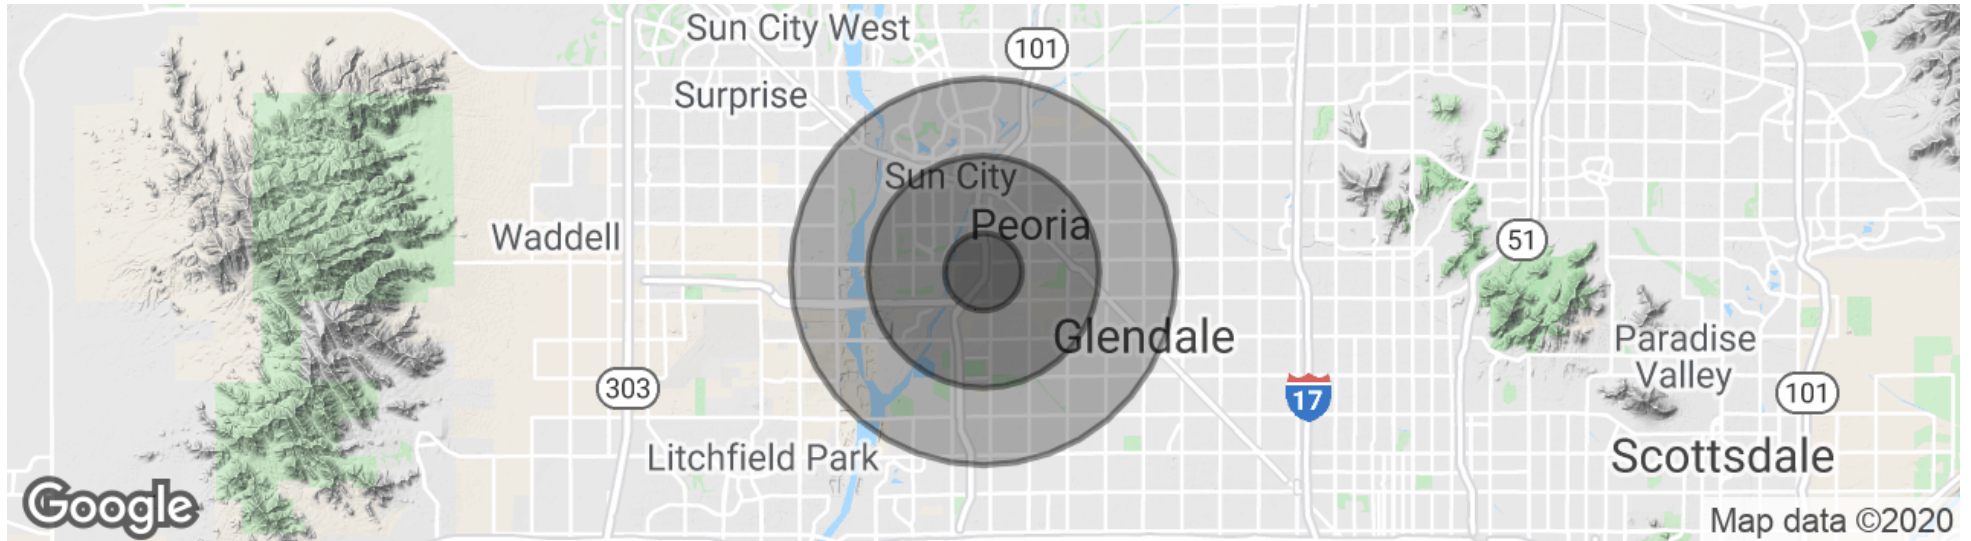 Sun City West
101
Surprise
Sun City
Peoria
Waddell
51
Glendale
Paradise
Valley
303
17
101
Litchfield Park
Scottsdale
Google
Map data ©2020